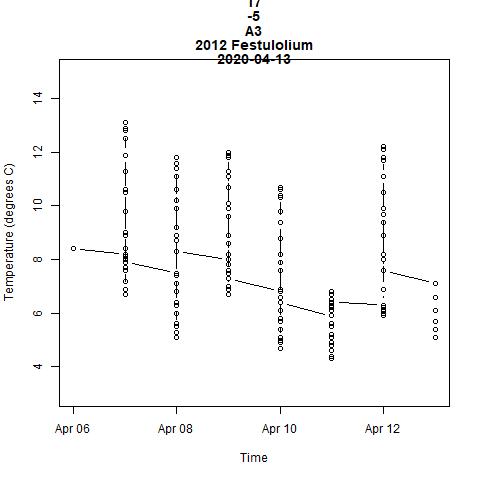 17
-5
A3
2012 Festulolium
2020-04-13
14
12
10
8
6
4
Temperature (degrees C)
Apr 06
Apr 08
Apr 10
Apr 12
Time